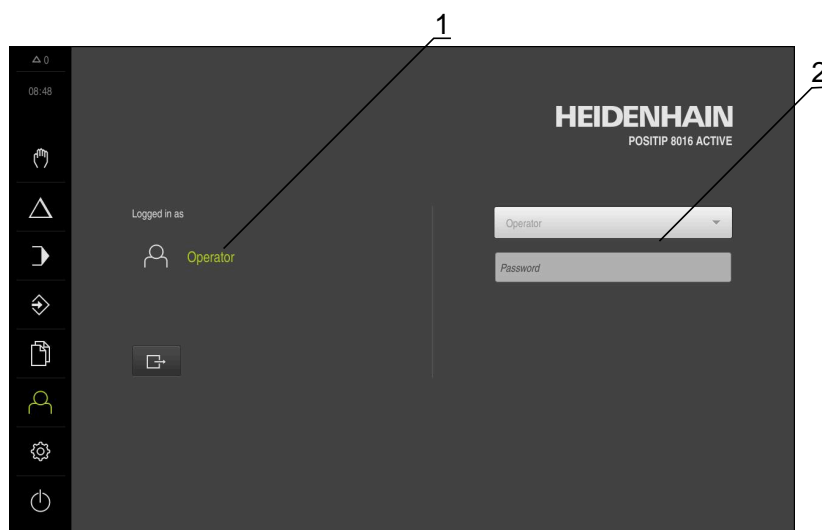 1
2
0
08:48
HEIDENHAIN
POSITIP 8016 ACTIVE
Logged in as
Operator
Operator
Password